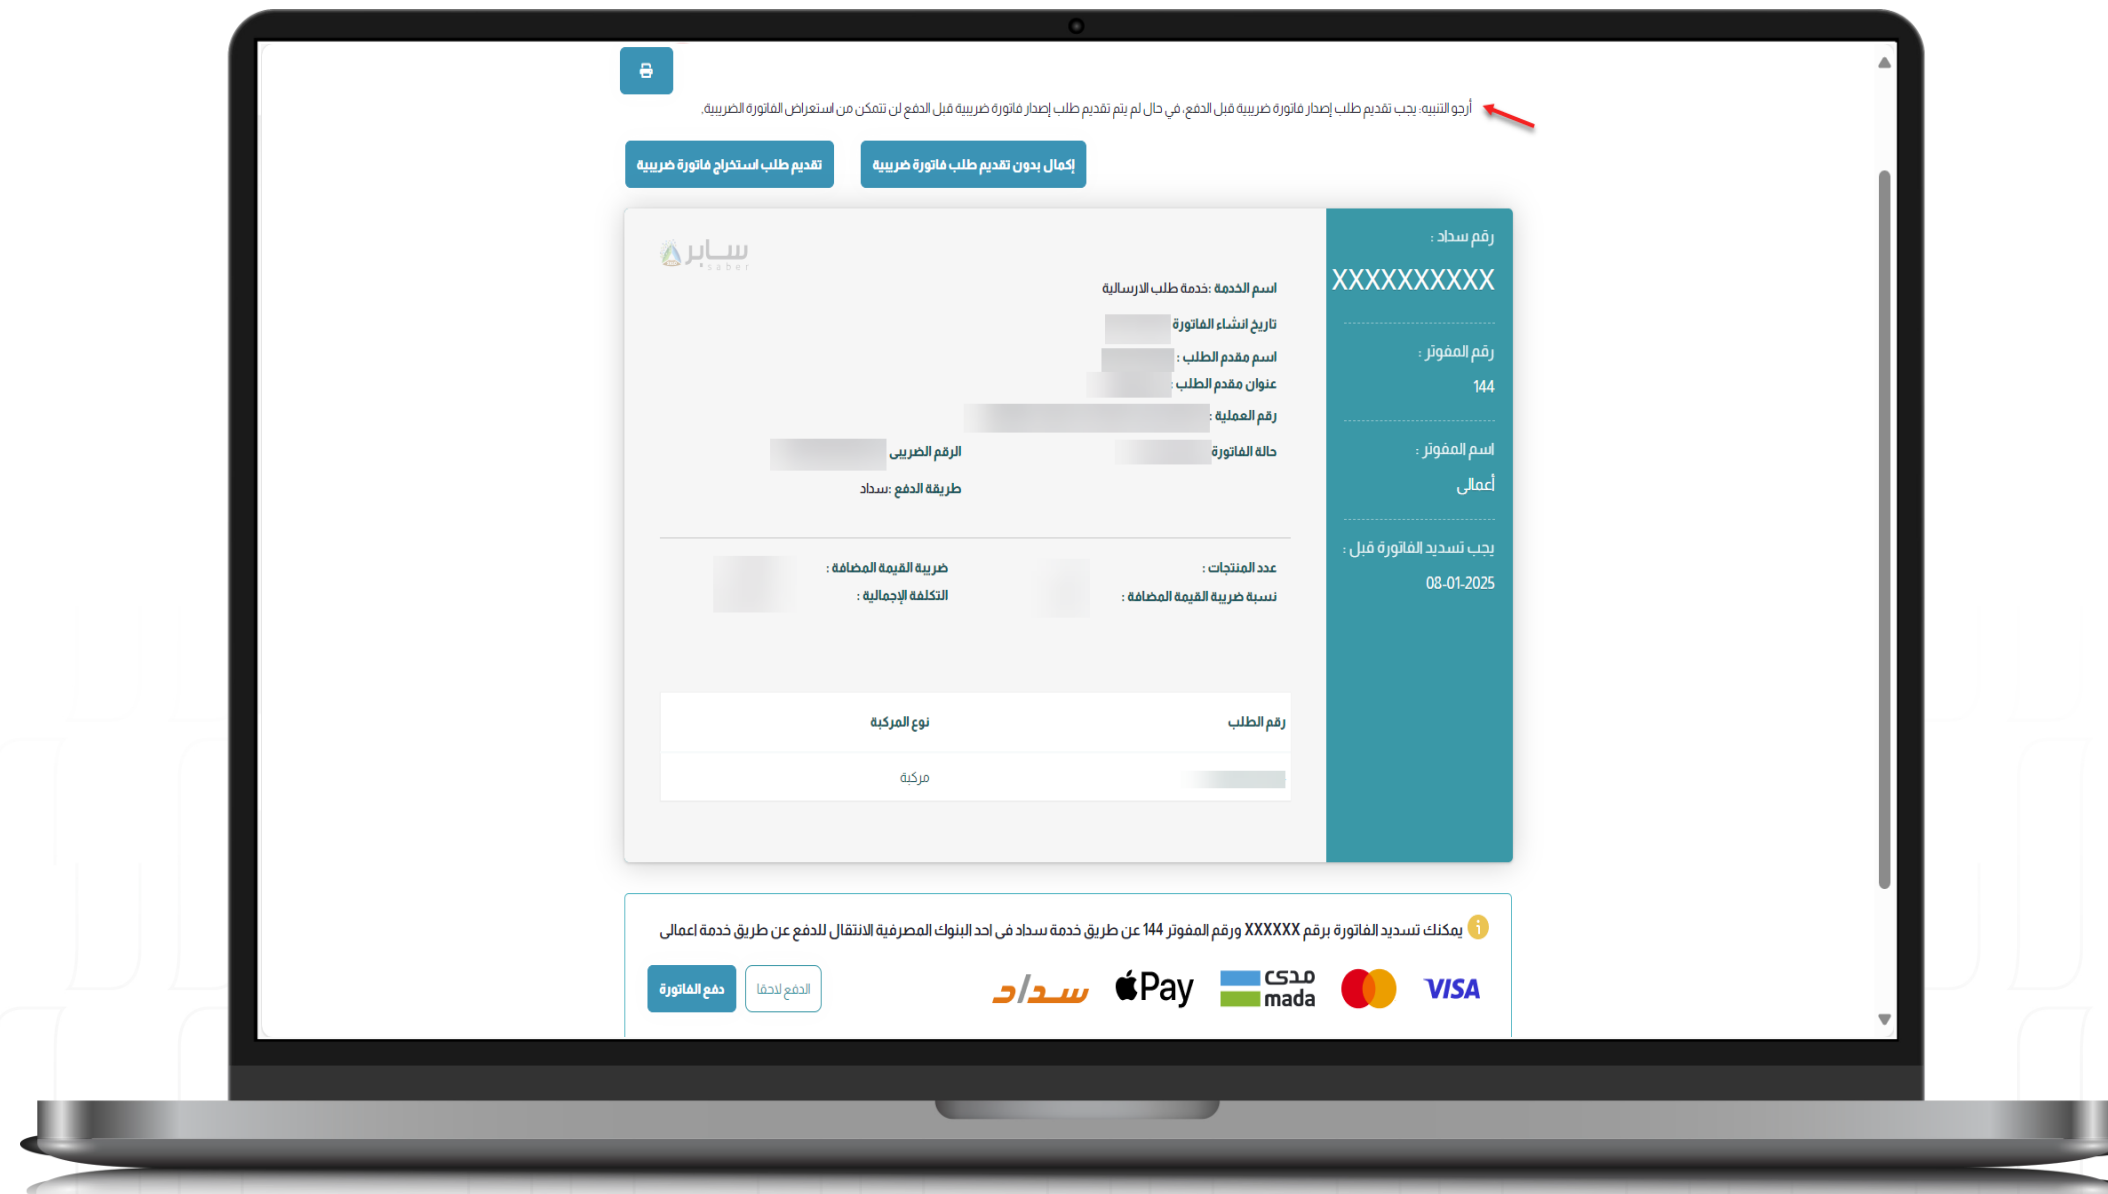 أرجو التنبيه: يجب تقديم طلب إصدار فاتورة ضريبية قبل الدفع، في حال لم يتم تقديم طلب إصدار فاتورة ضريبية قبل الدفع لن تتمكن من استعراض الفاتورة الضريبية.
إكمال بدون تقديم طلب فاتورة ضريبية
تقديم طلب استخراج فاتورة ضريبية
رقم سداد :
XXXXXXXXXX
رقم المفوتر :
144
اسم المفوتر :
أعمالى
يجب تسديد الفاتورة قبل :
08-01-2025
سابر
saber
اسم الخدمة :خدمة طلب الارسالية
تاريخ انشاء الفاتورة
اسم مقدم الطلب :
عنوان مقدم الطلب :
رقم العملية :
حالة الفاتورة الرقم الضريبى
طريقة الدفع :سداد
عدد المنتجات : ضريبة القيمة المضافة :
نسبة ضريبة القيمة المضافة : التكلفة الإجمالية :
رقم الطلب نوع المركبة
مركبة
يمكنك تسديد الفاتورة برقم XXXXXX ورقم المفوتر 144 عن طريق خدمة سداد فى احد البنوك المصرفية الانتقال للدفع عن طريق خدمة اعمالى
VISA
مدى
mada
Pay
سداد
الدفع لاحقا
دفع الفاتورة